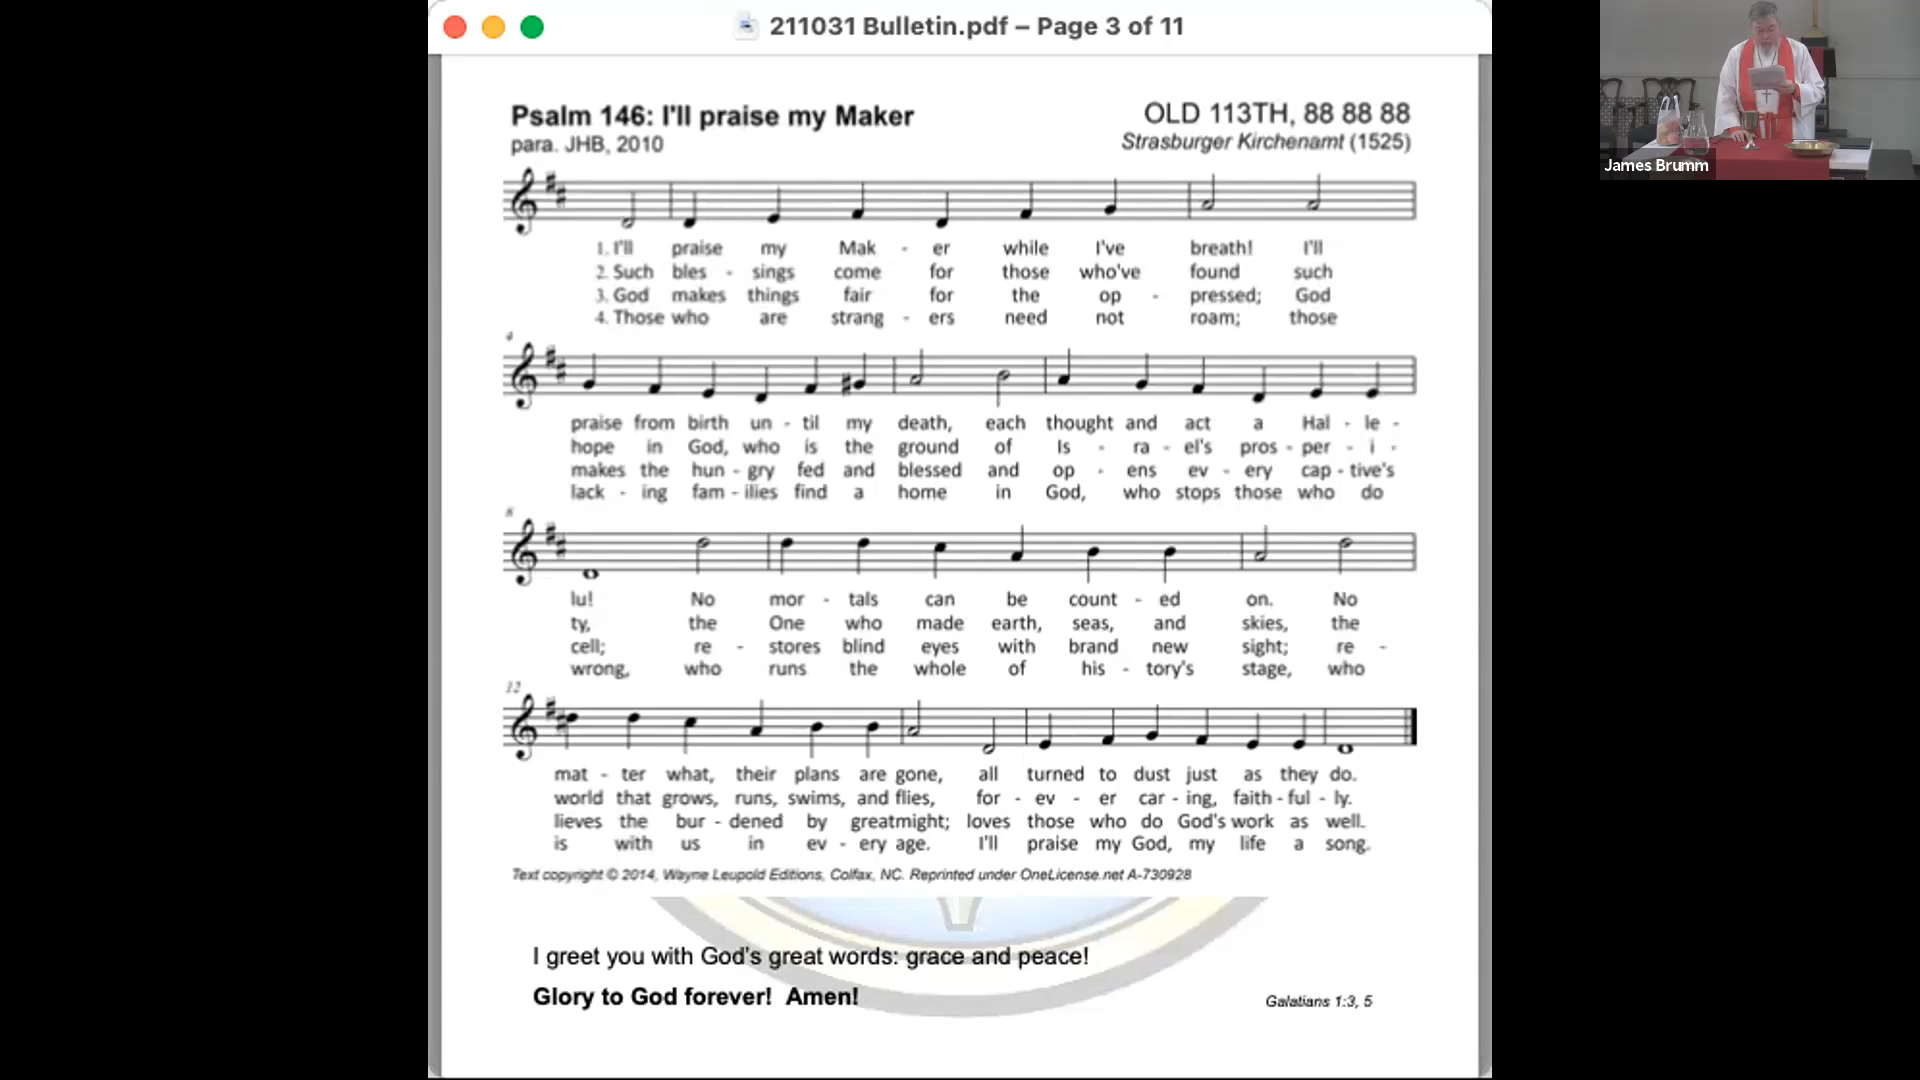 211031 Bulletin.pdf – Page 3 of 11
James Brumm
Psalm 146: I'll praise my Maker
OLD 113TH, 88 88 88
para. JHB, 2010
Strasburger Kirchenamt (1525)
1. I'll praise my Mak - er while I've breath! I'll
2. Such bles - sings come for those who've found such
3. God makes things fair for the op - pressed; God
4. Those who are strang - ers need not roam; those
4
praise from birth un - til my death, each thought and act a Hal - le -
hope in God, who is the ground of Is - ra - el's pros - per - i -
makes the hun - gry fed and blessed and op - ens ev - ery cap - tive's
lack - ing fam - ilies find a home in God, who stops those who do
8
lu! No mor - tals can be count - ed on. No
ty, the One who made earth, seas, and skies, the
cell; re - stores blind eyes with brand new sight; re -
wrong, who runs the whole of his - tory's stage, who
12
mat - ter what, their plans are gone, all turned to dust just as they do.
world that grows, runs, swims, and flies, for - ev - er car - ing, faith - ful - ly.
lieves the bur - dened by greatmight; loves those who do God's work as well.
is with us in ev - ery age. I'll praise my God, my life a song.
Text copyright © 2014, Wayne Leupold Editions, Colfax, NC. Reprinted under OneLicense.net A-730928
I greet you with God's great words: grace and peace!
Glory to God forever! Amen!
Galatians 1:3, 5